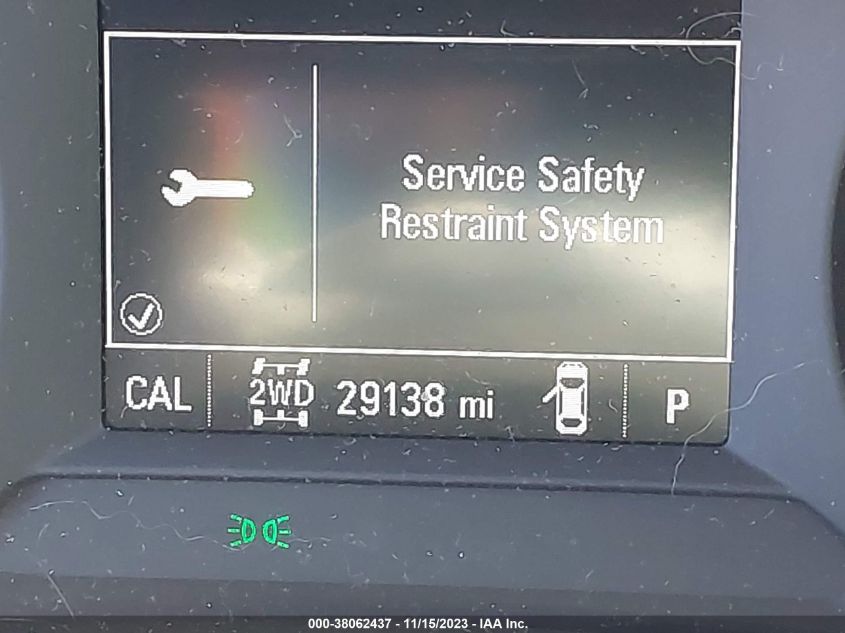 Service Safety
Restraint System
CAL 2WD 29138 mi P
000-38062437 - 11/15/2023 - IAA Inc.